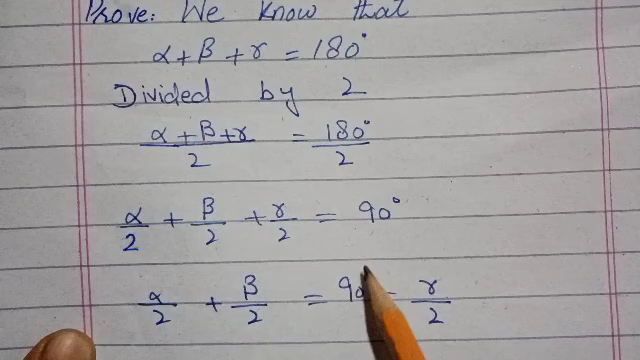 Prove: We know that
α + β + γ = 180°
Divided by 2
α + β + γ / 2 = 180° / 2
α/2 + β/2 + γ/2 = 90°
α/2 + β/2 = 90 - γ/2